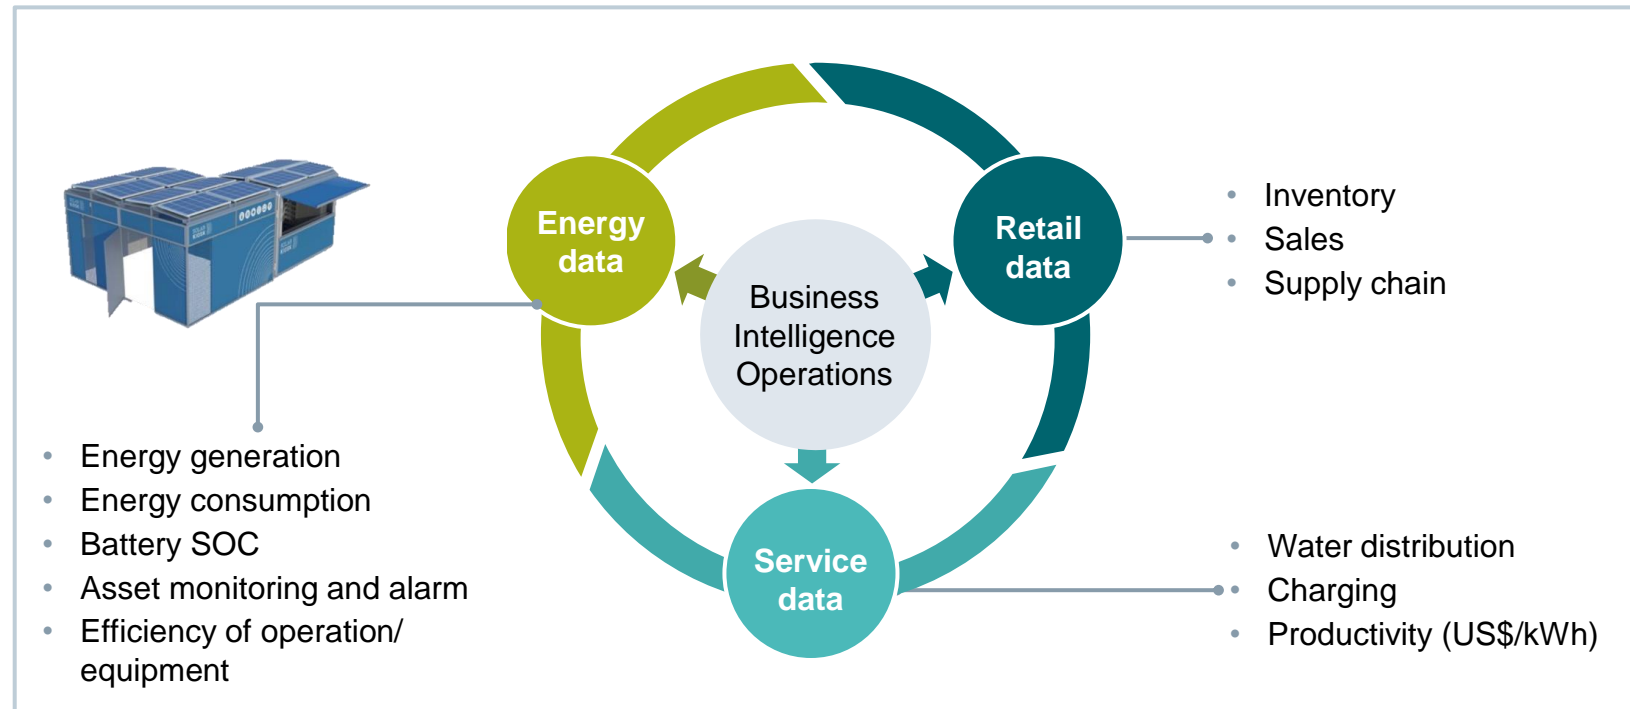 Energy
data
Retail
data
Business
Intelligence
Operations
Service
data
• Inventory
• Sales
• Supply chain
• Energy generation
• Energy consumption
• Battery SOC
• Asset monitoring and alarm
• Efficiency of operation/
equipment
• Water distribution
• Charging
• Productivity (US$/kWh)